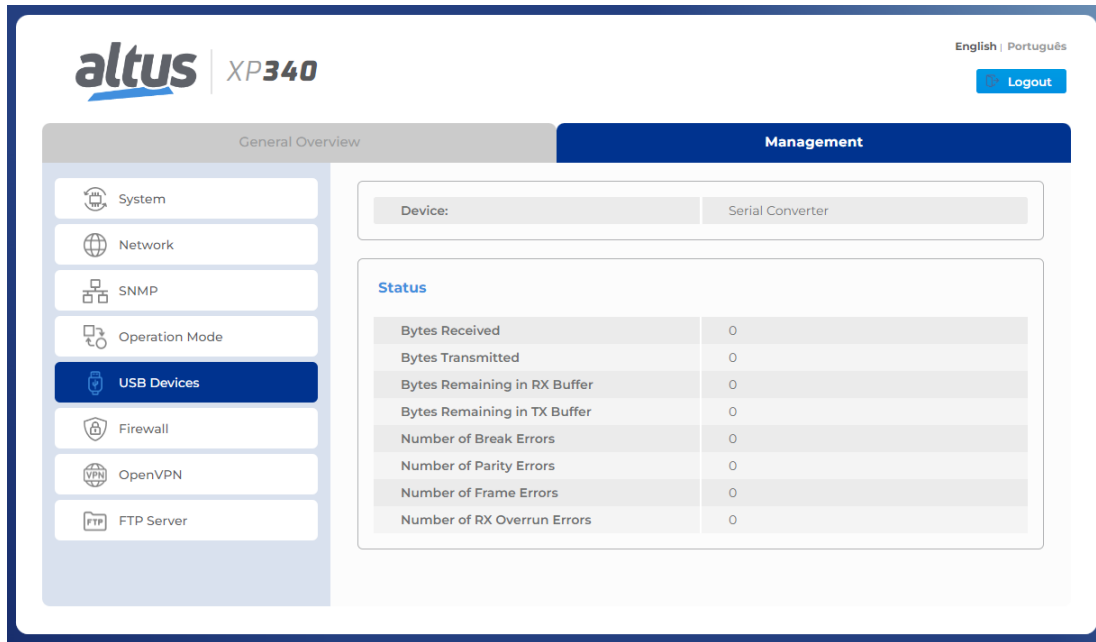 altus XP340
English | Português
Logout
General Overview
Management
System
Network
SNMP
Operation Mode
USB Devices
Firewall
VPN OpenVPN
FTP FTP Server
Device: Serial Converter
Status
Bytes Received 0
Bytes Transmitted 0
Bytes Remaining in RX Buffer 0
Bytes Remaining in TX Buffer 0
Number of Break Errors 0
Number of Parity Errors 0
Number of Frame Errors 0
Number of RX Overrun Errors 0